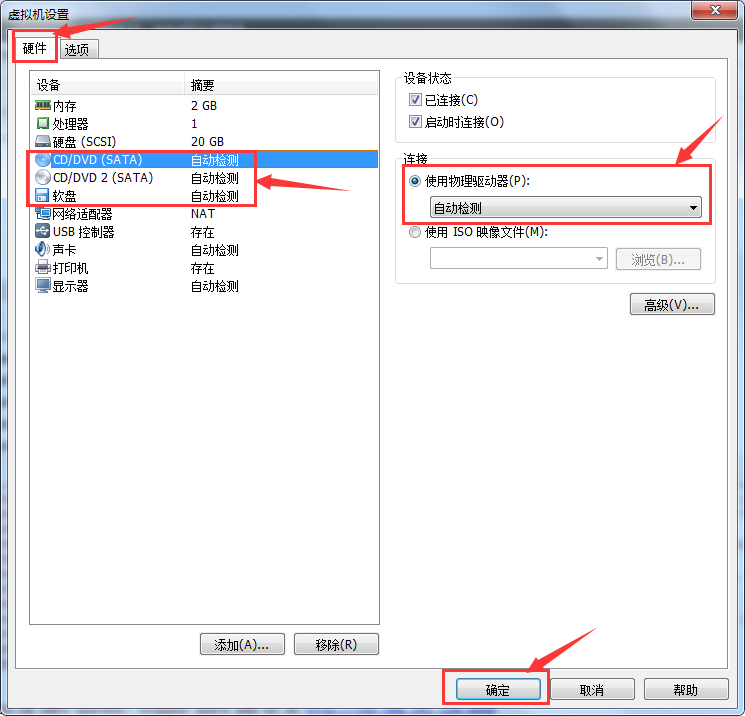 虚拟机设置
硬件 选项
设备 摘要
内存 2 GB
处理器 1
硬盘 (SCSI) 20 GB
CD/DVD (SATA) 自动检测
CD/DVD 2 (SATA) 自动检测
软盘 自动检测
网络适配器 NAT
USB 控制器 存在
声卡 自动检测
打印机 存在
显示器 自动检测
添加(A)... 移除(R)
设备状态
已连接(C)
启动时连接(O)
连接
使用物理驱动器(P):
自动检测
使用 ISO 映像文件(M):
浏览(B)...
高级(V)...
确定 取消 帮助